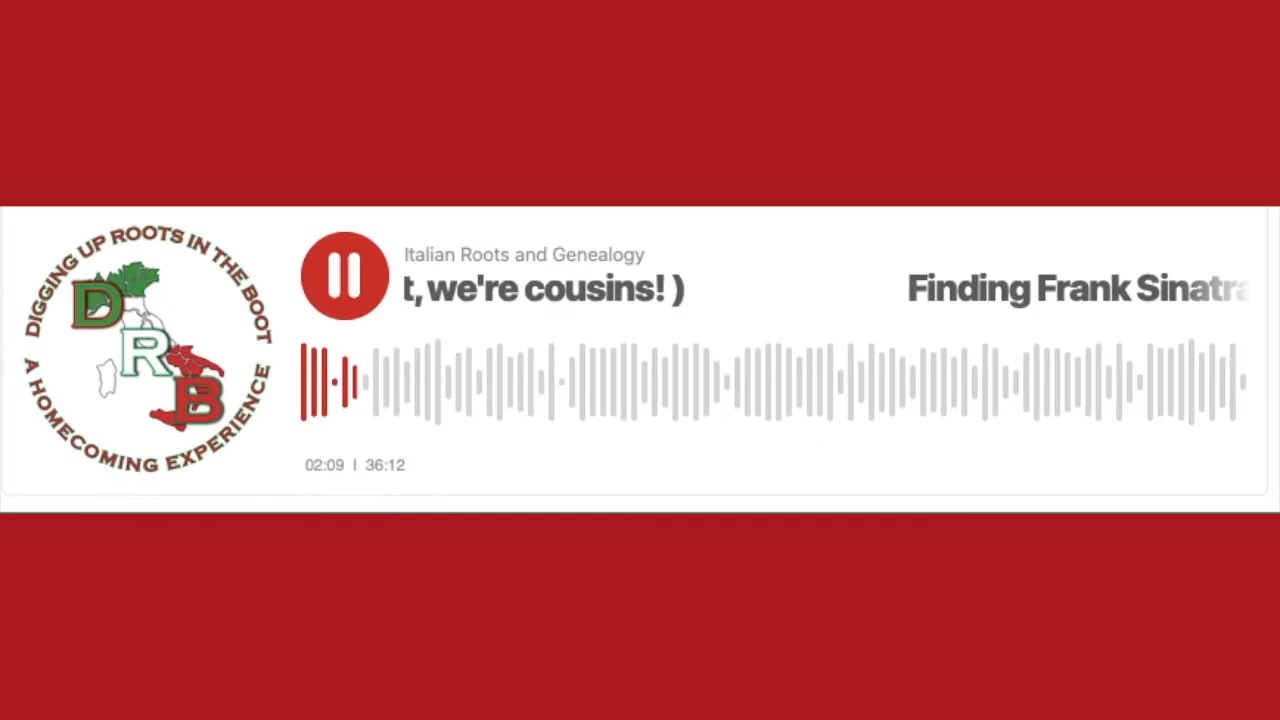 DIGGING UP ROOTS IN THE BOOT
D
R
B
A HOMECOMING EXPERIENCE
Italian Roots and Genealogy
t, we're cousins! ) Finding Frank Sinatra
02:09 | 36:12